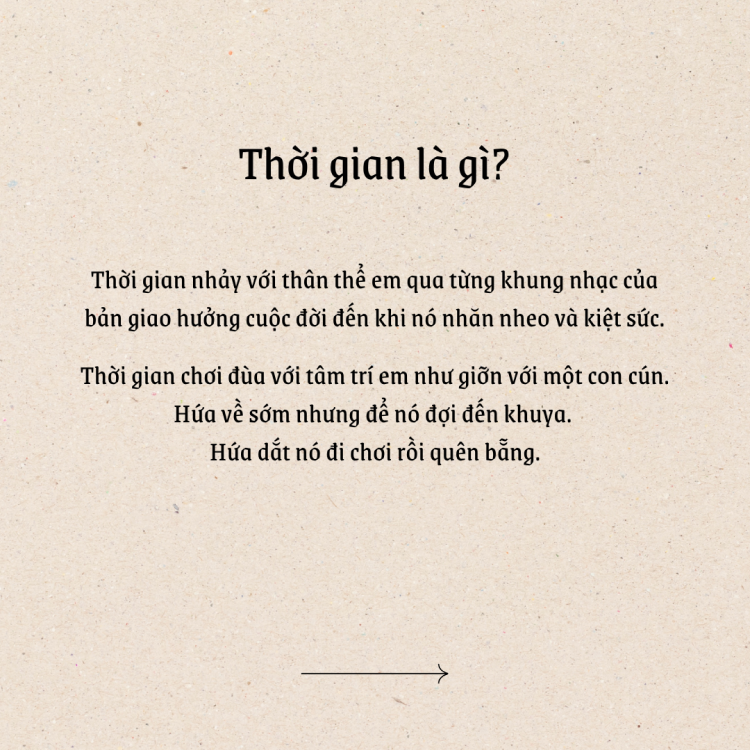 Thời gian là gì?
Thời gian nhảy với thân thể em qua từng khung nhạc của
bản giao hưởng cuộc đời đến khi nó nhăn nheo và kiệt sức.
Thời gian chơi đùa với tâm trí em như giỡn với một con cún.
Hứa về sớm nhưng để nó đợi đến khuya.
Hứa dắt nó đi chơi rồi quên bẵng.